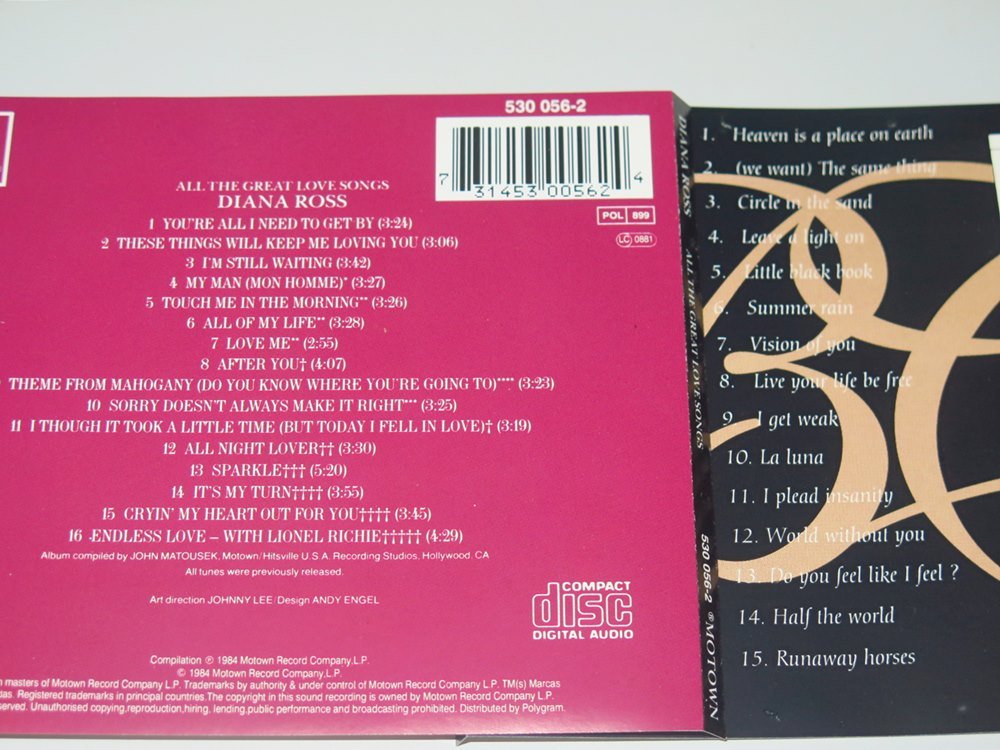 530 056-2
7 31453 00562 4
POL 899
LC 0881
ALL THE GREAT LOVE SONGS
DIANA ROSS
1 YOU'RE ALL I NEED TO GET BY (3:24)
2 THESE THINGS WILL KEEP ME LOVING YOU (3:06)
3 I'M STILL WAITING (3:42)
4 MY MAN (MON HOMME)* (3:27)
5 TOUCH ME IN THE MORNING** (3:26)
6 ALL OF MY LIFE** (3:28)
7 LOVE ME** (2:55)
8 AFTER YOU† (4:07)
THEME FROM MAHOGANY (DO YOU KNOW WHERE YOU'RE GOING TO)**** (3:23)
10 SORRY DOESN'T ALWAYS MAKE IT RIGHT*** (3:25)
11 I THOUGH IT TOOK A LITTLE TIME (BUT TODAY I FELL IN LOVE)† (3:19)
12 ALL NIGHT LOVER†† (3:30)
13 SPARKLE††† (5:20)
14 IT'S MY TURN†††† (3:55)
15 CRYIN' MY HEART OUT FOR YOU†††† (3:45)
16 ENDLESS LOVE – WITH LIONEL RICHIE††††† (4:29)
Album compiled by JOHN MATOUSEK, Motown/Hitsville U.S.A. Recording Studios, Hollywood, CA
All tunes were previously released.
Art direction JOHNNY LEE/Design ANDY ENGEL
COMPACT
disc
DIGITAL AUDIO
Compilation ℗ 1984 Motown Record Company, L.P.
© 1984 Motown Record Company, L.P.
masters of Motown Record Company L.P. Trademarks by authority & under control of Motown Record Company L.P. TM(s) Marcas
Registered trademarks in principal countries. The copyright in this sound recording is owned by Motown Record Company L.P.
Unauthorised copying, reproduction, hiring, lending, public performance and broadcasting prohibited. Distributed by Polygram.
DIANA ROSS ALL THE GREAT LOVE SONGS 530 056-2 ® MOTOWN
1. Heaven is a place on earth
2. (we want) The same thing
3. Circle in the sand
4. Leave a light on
5. Little black book
6. Summer rain
7. Vision of you
8. Live your life be free
9. I get weak
10. La luna
11. I plead insanity
12. World without you
13. Do you feel like I feel ?
14. Half the world
15. Runaway horses